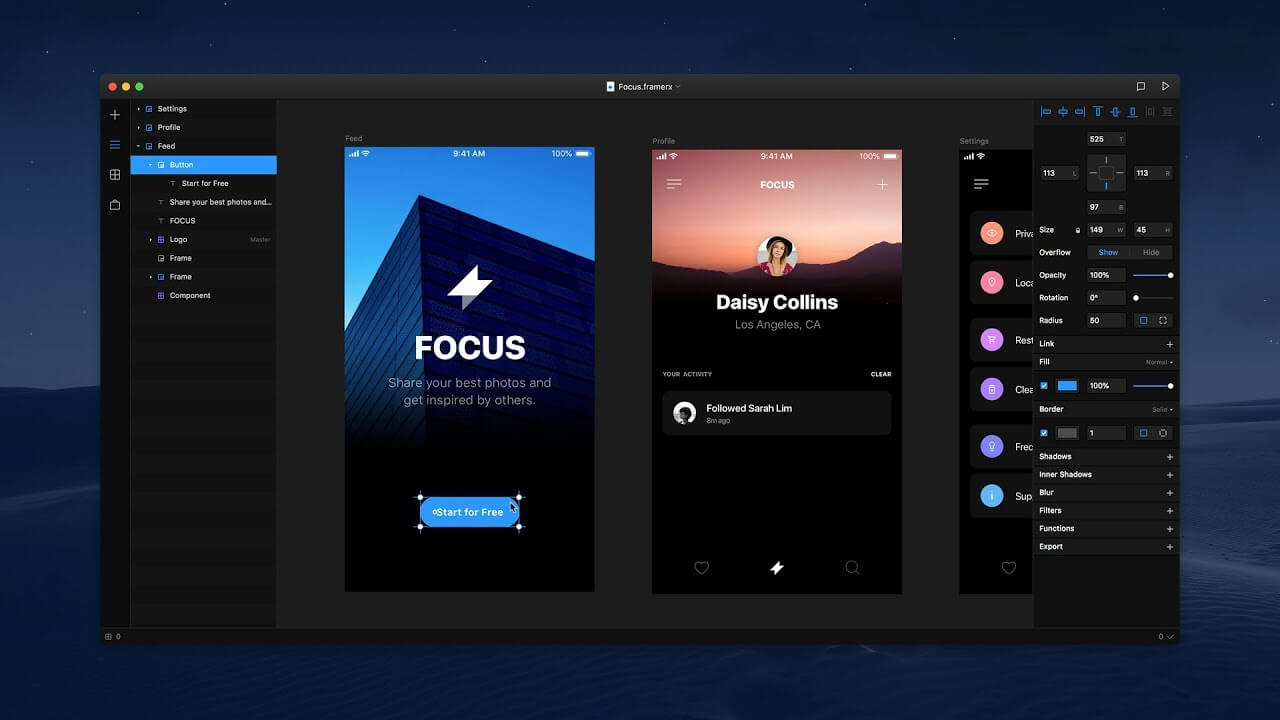 Focus.framerx
Settings
Profile
Feed
Button
Start for Free
Share your best photos and...
FOCUS
Logo
Master
Frame
Frame
Component
0
Feed
9:41 AM
100%
FOCUS
Share your best photos and
get inspired by others.
Start for Free
Profile
9:41 AM
100%
FOCUS
Daisy Collins
Los Angeles, CA
YOUR ACTIVITY
CLEAR
Followed Sarah Lim
8m ago
Settings
Priva
Loca
Rest
Clea
Freq
Sup
525 T
113 L
113 R
97 B
Size
149 W
45 H
Overflow
Show
Hide
Opacity
100%
Rotation
0°
Radius
50
Link
Fill
Normal
100%
Border
Solid
1
Shadows
Inner Shadows
Blur
Filters
Functions
Export
0